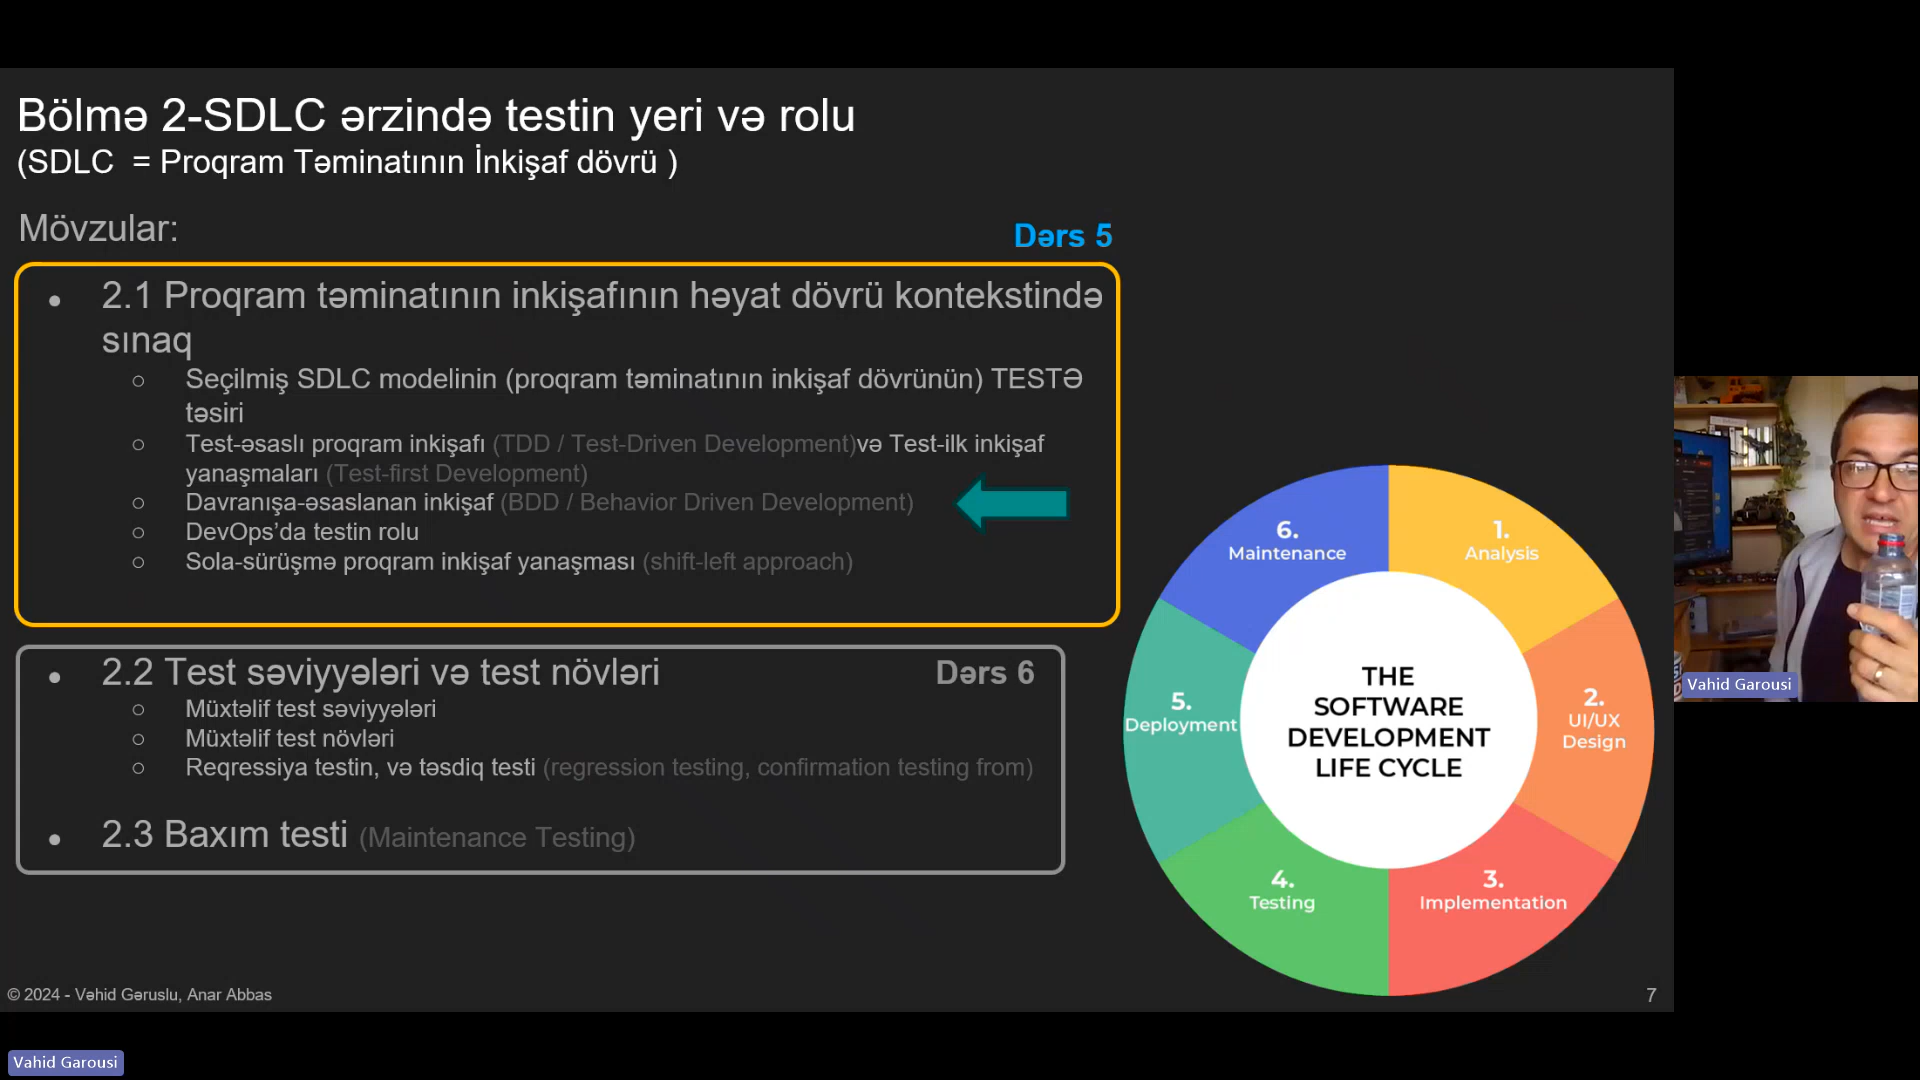 Bölmə 2-SDLC ərzində testin yeri və rolu
(SDLC = Proqram Təminatının İnkişaf dövrü )
Mövzular:
Dərs 5
• 2.1 Proqram təminatının inkişafının həyat dövrü kontekstində
sınaq
○ Seçilmiş SDLC modelinin (proqram təminatının inkişaf dövrünün) TESTƏ
təsiri
○ Test-əsaslı proqram inkişafı (TDD / Test-Driven Development)və Test-ilk inkişaf
yanaşmaları (Test-first Development)
○ Davranışa-əsaslanan inkişaf (BDD / Behavior Driven Development)
○ DevOps’da testin rolu
○ Sola-sürüşmə proqram inkişaf yanaşması (shift-left approach)
• 2.2 Test səviyyələri və test növləri
Dərs 6
○ Müxtəlif test səviyyələri
○ Müxtəlif test növləri
○ Reqressiya testin, və təsdiq testi (regression testing, confirmation testing from)
• 2.3 Baxım testi (Maintenance Testing)
THE
SOFTWARE
DEVELOPMENT
LIFE CYCLE
1.
Analysis
2.
UI/UX
Design
3.
Implementation
4.
Testing
5.
Deployment
6.
Maintenance
© 2024 - Vəhid Gəruslu, Anar Abbas
7
Vahid Garousi
Vahid Garousi